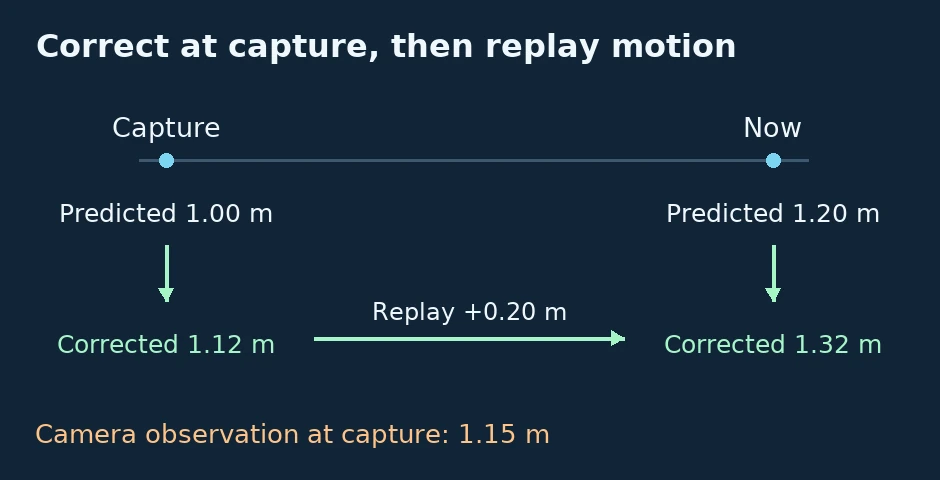 Correct at capture, then replay motion
Capture
Now
Predicted 1.00 m
Predicted 1.20 m
Replay +0.20 m
Corrected 1.12 m
Corrected 1.32 m
Camera observation at capture: 1.15 m